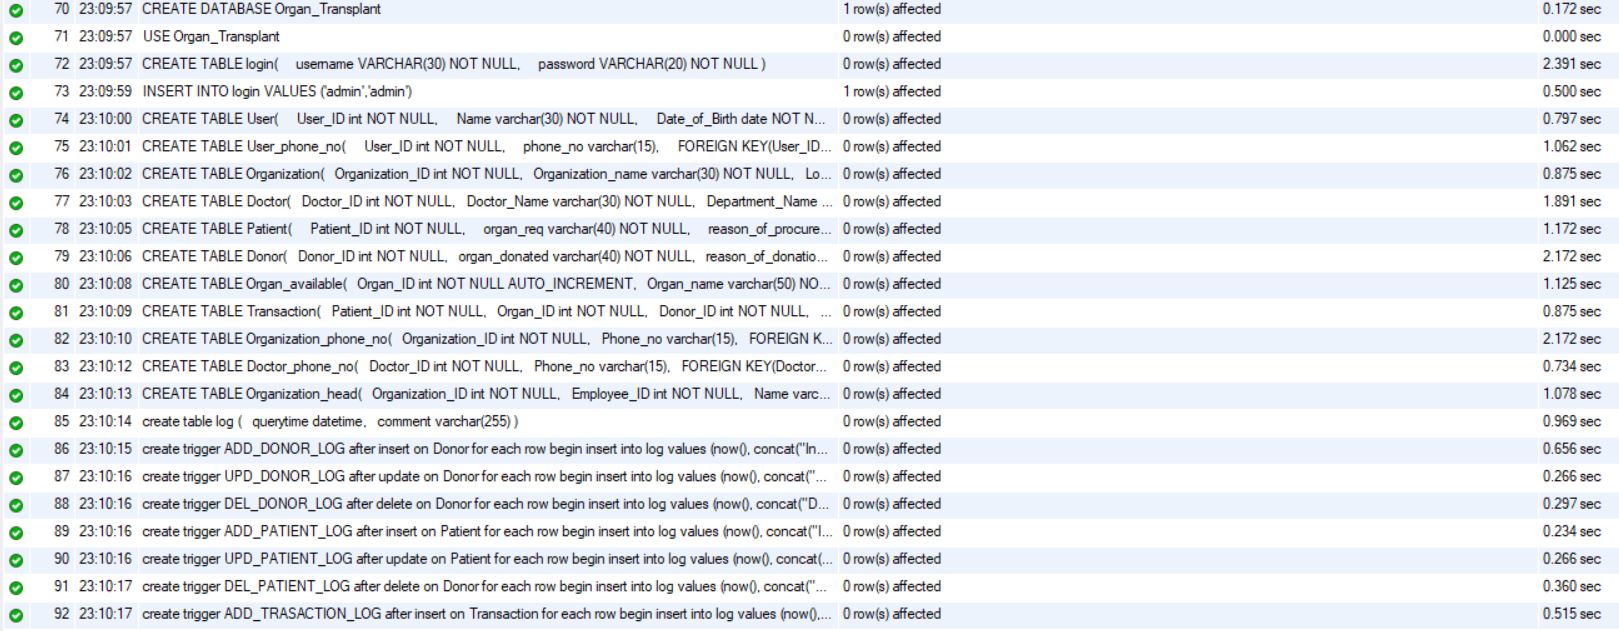 70 23:09:57 CREATE DATABASE Organ_Transplant 1 row(s) affected 0.172 sec
71 23:09:57 USE Organ_Transplant 0 row(s) affected 0.000 sec
72 23:09:57 CREATE TABLE login( username VARCHAR(30) NOT NULL, password VARCHAR(20) NOT NULL ) 0 row(s) affected 2.391 sec
73 23:09:59 INSERT INTO login VALUES ('admin','admin') 1 row(s) affected 0.500 sec
74 23:10:00 CREATE TABLE User( User_ID int NOT NULL, Name varchar(30) NOT NULL, Date_of_Birth date NOT N... 0 row(s) affected 0.797 sec
75 23:10:01 CREATE TABLE User_phone_no( User_ID int NOT NULL, phone_no varchar(15), FOREIGN KEY(User_ID... 0 row(s) affected 1.062 sec
76 23:10:02 CREATE TABLE Organization( Organization_ID int NOT NULL, Organization_name varchar(30) NOT NULL, Lo... 0 row(s) affected 0.875 sec
77 23:10:03 CREATE TABLE Doctor( Doctor_ID int NOT NULL, Doctor_Name varchar(30) NOT NULL, Department_Name ... 0 row(s) affected 1.891 sec
78 23:10:05 CREATE TABLE Patient( Patient_ID int NOT NULL, organ_req varchar(40) NOT NULL, reason_of_procure... 0 row(s) affected 1.172 sec
79 23:10:06 CREATE TABLE Donor( Donor_ID int NOT NULL, organ_donated varchar(40) NOT NULL, reason_of_donatio... 0 row(s) affected 2.172 sec
80 23:10:08 CREATE TABLE Organ_available( Organ_ID int NOT NULL AUTO_INCREMENT, Organ_name varchar(50) NO... 0 row(s) affected 1.125 sec
81 23:10:09 CREATE TABLE Transaction( Patient_ID int NOT NULL, Organ_ID int NOT NULL, Donor_ID int NOT NULL, ... 0 row(s) affected 0.875 sec
82 23:10:10 CREATE TABLE Organization_phone_no( Organization_ID int NOT NULL, Phone_no varchar(15), FOREIGN K... 0 row(s) affected 2.172 sec
83 23:10:12 CREATE TABLE Doctor_phone_no( Doctor_ID int NOT NULL, Phone_no varchar(15), FOREIGN KEY(Doctor... 0 row(s) affected 0.734 sec
84 23:10:13 CREATE TABLE Organization_head( Organization_ID int NOT NULL, Employee_ID int NOT NULL, Name varc... 0 row(s) affected 1.078 sec
85 23:10:14 create table log ( querytime datetime, comment varchar(255) ) 0 row(s) affected 0.969 sec
86 23:10:15 create trigger ADD_DONOR_LOG after insert on Donor for each row begin insert into log values (now(), concat("In... 0 row(s) affected 0.656 sec
87 23:10:16 create trigger UPD_DONOR_LOG after update on Donor for each row begin insert into log values (now(), concat("... 0 row(s) affected 0.266 sec
88 23:10:16 create trigger DEL_DONOR_LOG after delete on Donor for each row begin insert into log values (now(), concat("D... 0 row(s) affected 0.297 sec
89 23:10:16 create trigger ADD_PATIENT_LOG after insert on Patient for each row begin insert into log values (now(), concat("I... 0 row(s) affected 0.234 sec
90 23:10:16 create trigger UPD_PATIENT_LOG after update on Patient for each row begin insert into log values (now(), concat(... 0 row(s) affected 0.266 sec
91 23:10:17 create trigger DEL_PATIENT_LOG after delete on Donor for each row begin insert into log values (now(), concat("... 0 row(s) affected 0.360 sec
92 23:10:17 create trigger ADD_TRASACTION_LOG after insert on Transaction for each row begin insert into log values (now(),... 0 row(s) affected 0.515 sec